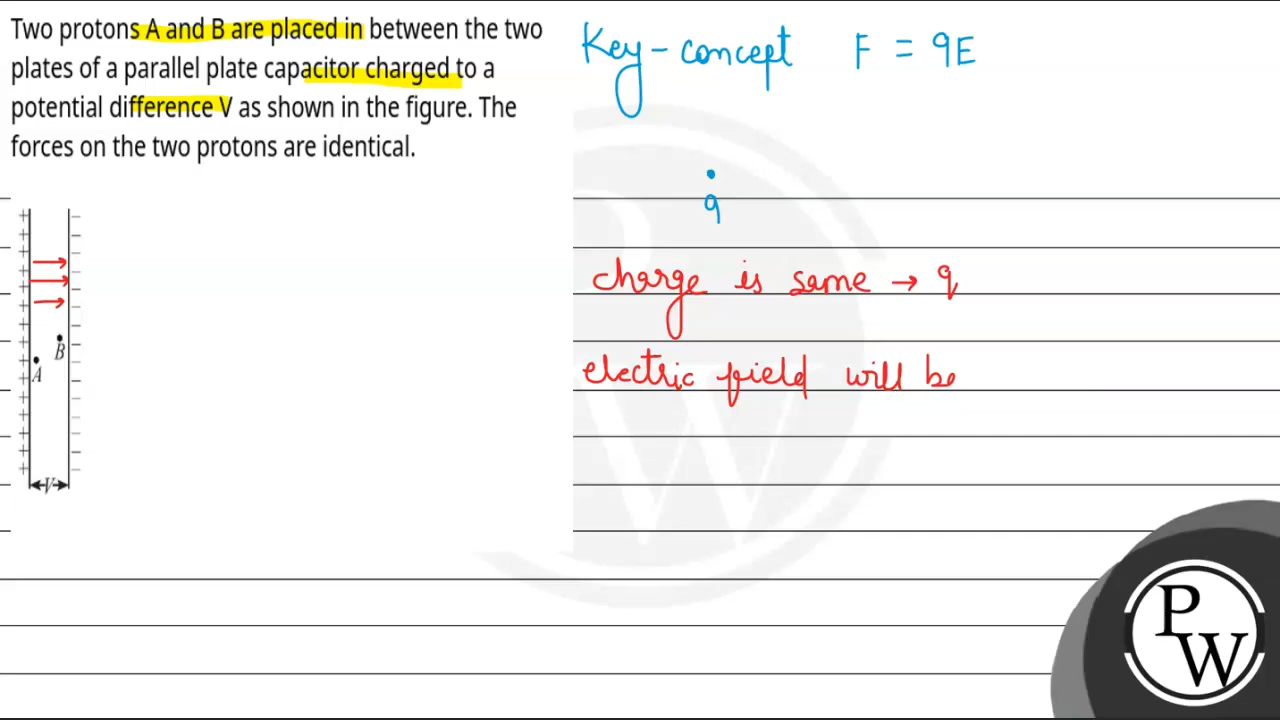 Two protons A and B are placed in between the two
plates of a parallel plate capacitor charged to a
potential difference V as shown in the figure. The
forces on the two protons are identical.
B
A
V
Key-concept F = qE
q
charge is same → q
electric field will be
P
W
PW